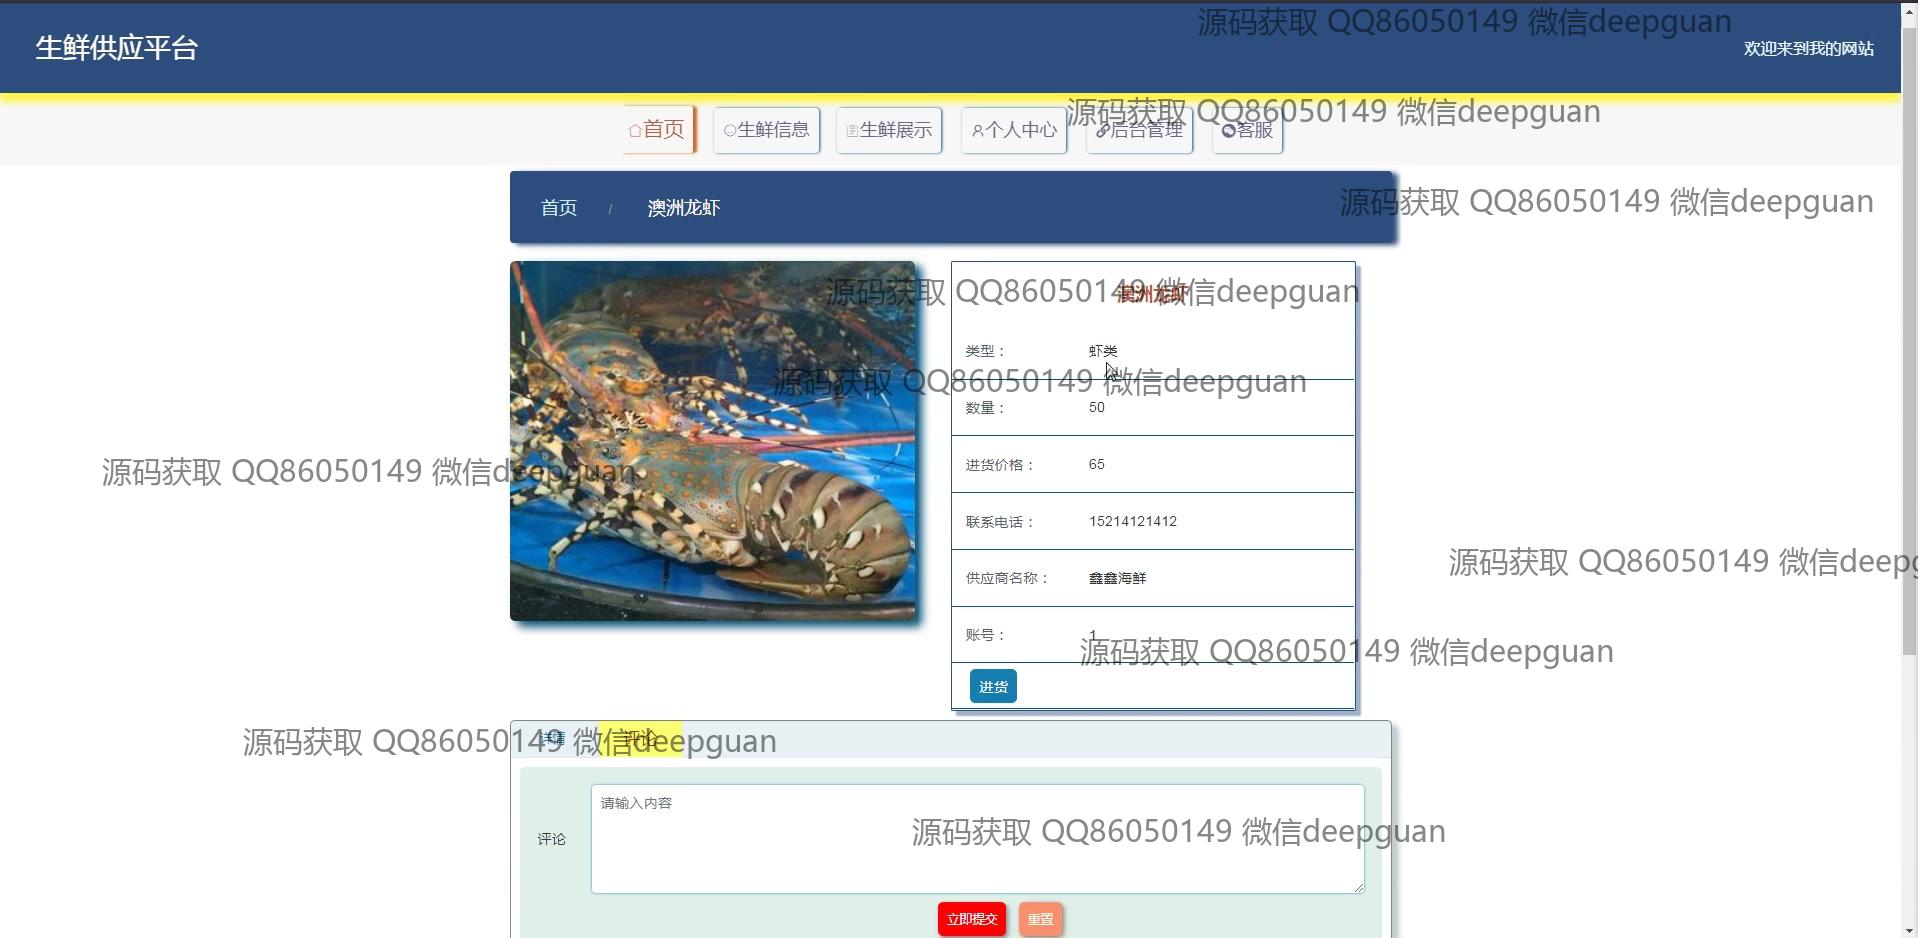 源码获取 QQ86050149 微信deepguan
生鲜供应平台
欢迎来到我的网站
源码获取 QQ86050149 微信deepguan
首页 生鲜信息 生鲜展示 个人中心 后台管理 客服
源码获取 QQ86050149 微信deepguan
首页 / 澳洲龙虾
源码获取 QQ86050149 微信deepguan
澳洲龙虾
类型： 虾类
源码获取 QQ86050149 微信deepguan
数量： 50
进货价格： 65
源码获取 QQ86050149 微信deepguan
联系电话： 15214121412
源码获取 QQ86050149 微信deepg
供应商名称： 鑫鑫海鲜
账号： 1
源码获取 QQ86050149 微信deepguan
进货
详情 评论
源码获取 QQ86050149 微信deepguan
请输入内容
评论
源码获取 QQ86050149 微信deepguan
立即提交 重置